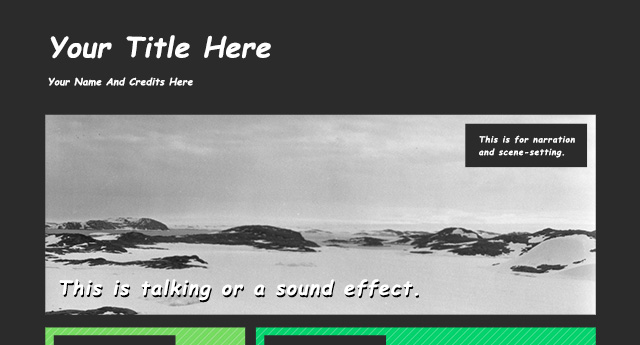 Your Title Here
Your Name And Credits Here
This is for narration
and scene-setting.
This is talking or a sound effect.